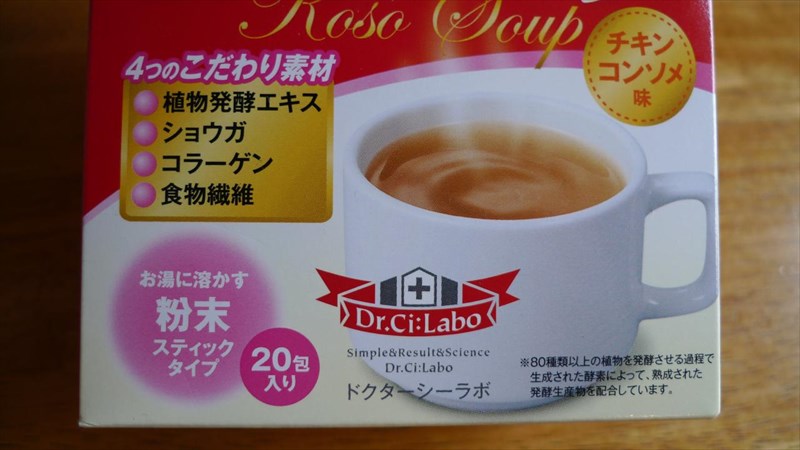 Koso Soup
チキン
コンソメ
味
4つのこだわり素材
植物発酵エキス
ショウガ
コラーゲン
食物繊維
お湯に溶かす
粉末
スティック
タイプ
20包
入り
Dr.Ci:Labo
Simple&Result&Science
Dr.Ci:Labo
ドクターシーラボ
※80種類以上の植物を発酵させる過程で
生成された酵素によって、熟成された
発酵生産物を配合しています。